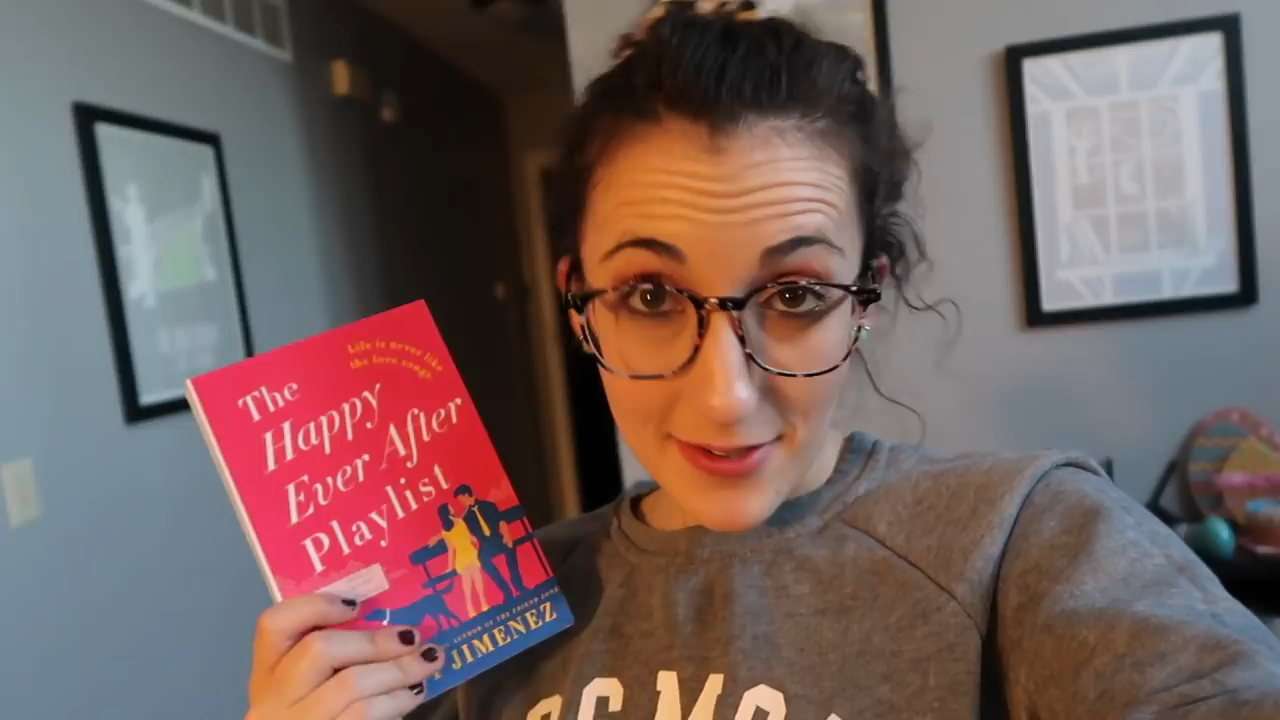 Life is never like
the love songs
The
Happy
Ever After
Playlist
AUTHOR OF THE FRIEND ZONE
JIMENEZ